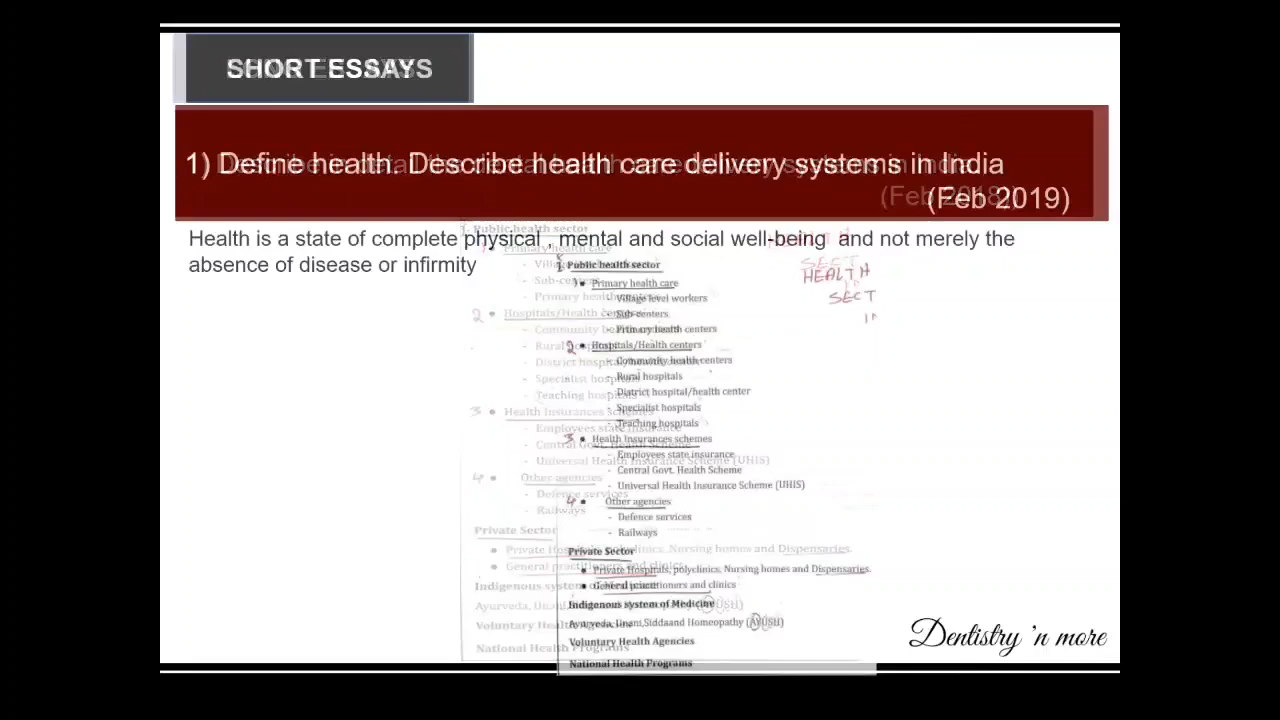 SHORT ESSAYS
1) Define health. Describe health care delivery systems in India
(Feb 2019)
Health is a state of complete physical , mental and social well-being and not merely the
absence of disease or infirmity
Public health sector
1 • Primary health care
- Village level workers
- Sub-centers
- Primary health centers
2 • Hospitals/Health centers
- Community health centers
- Rural hospitals
- District hospital/health center
- Specialist hospitals
- Teaching hospitals
3 • Health Insurances schemes
- Employees state insurance
- Central Govt. Health Scheme
- Universal Health Insurance Scheme (UHIS)
4 • Other agencies
- Defence services
- Railways
Private Sector
• Private Hospitals, polyclinics, Nursing homes and Dispensaries.
• General practitioners and clinics
Indigenous system of Medicine
Ayurveda, Unani,Siddaand Homeopathy (AYUSH)
Voluntary Health Agencies
National Health Programs
HEALTH
SECT
Dentistry 'n more